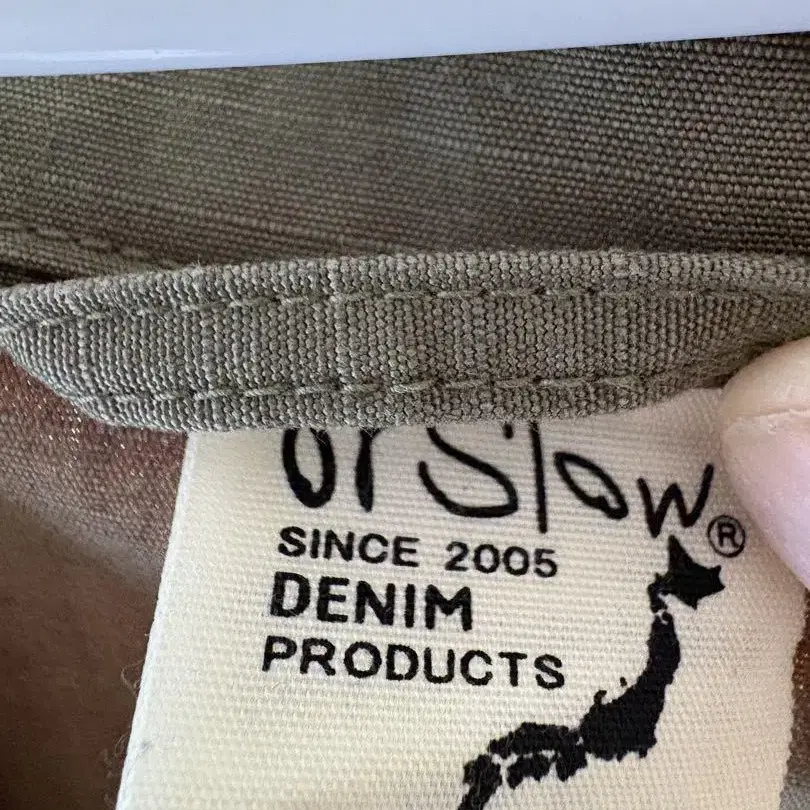 orSlow®
SINCE 2005
DENIM
PRODUCTS